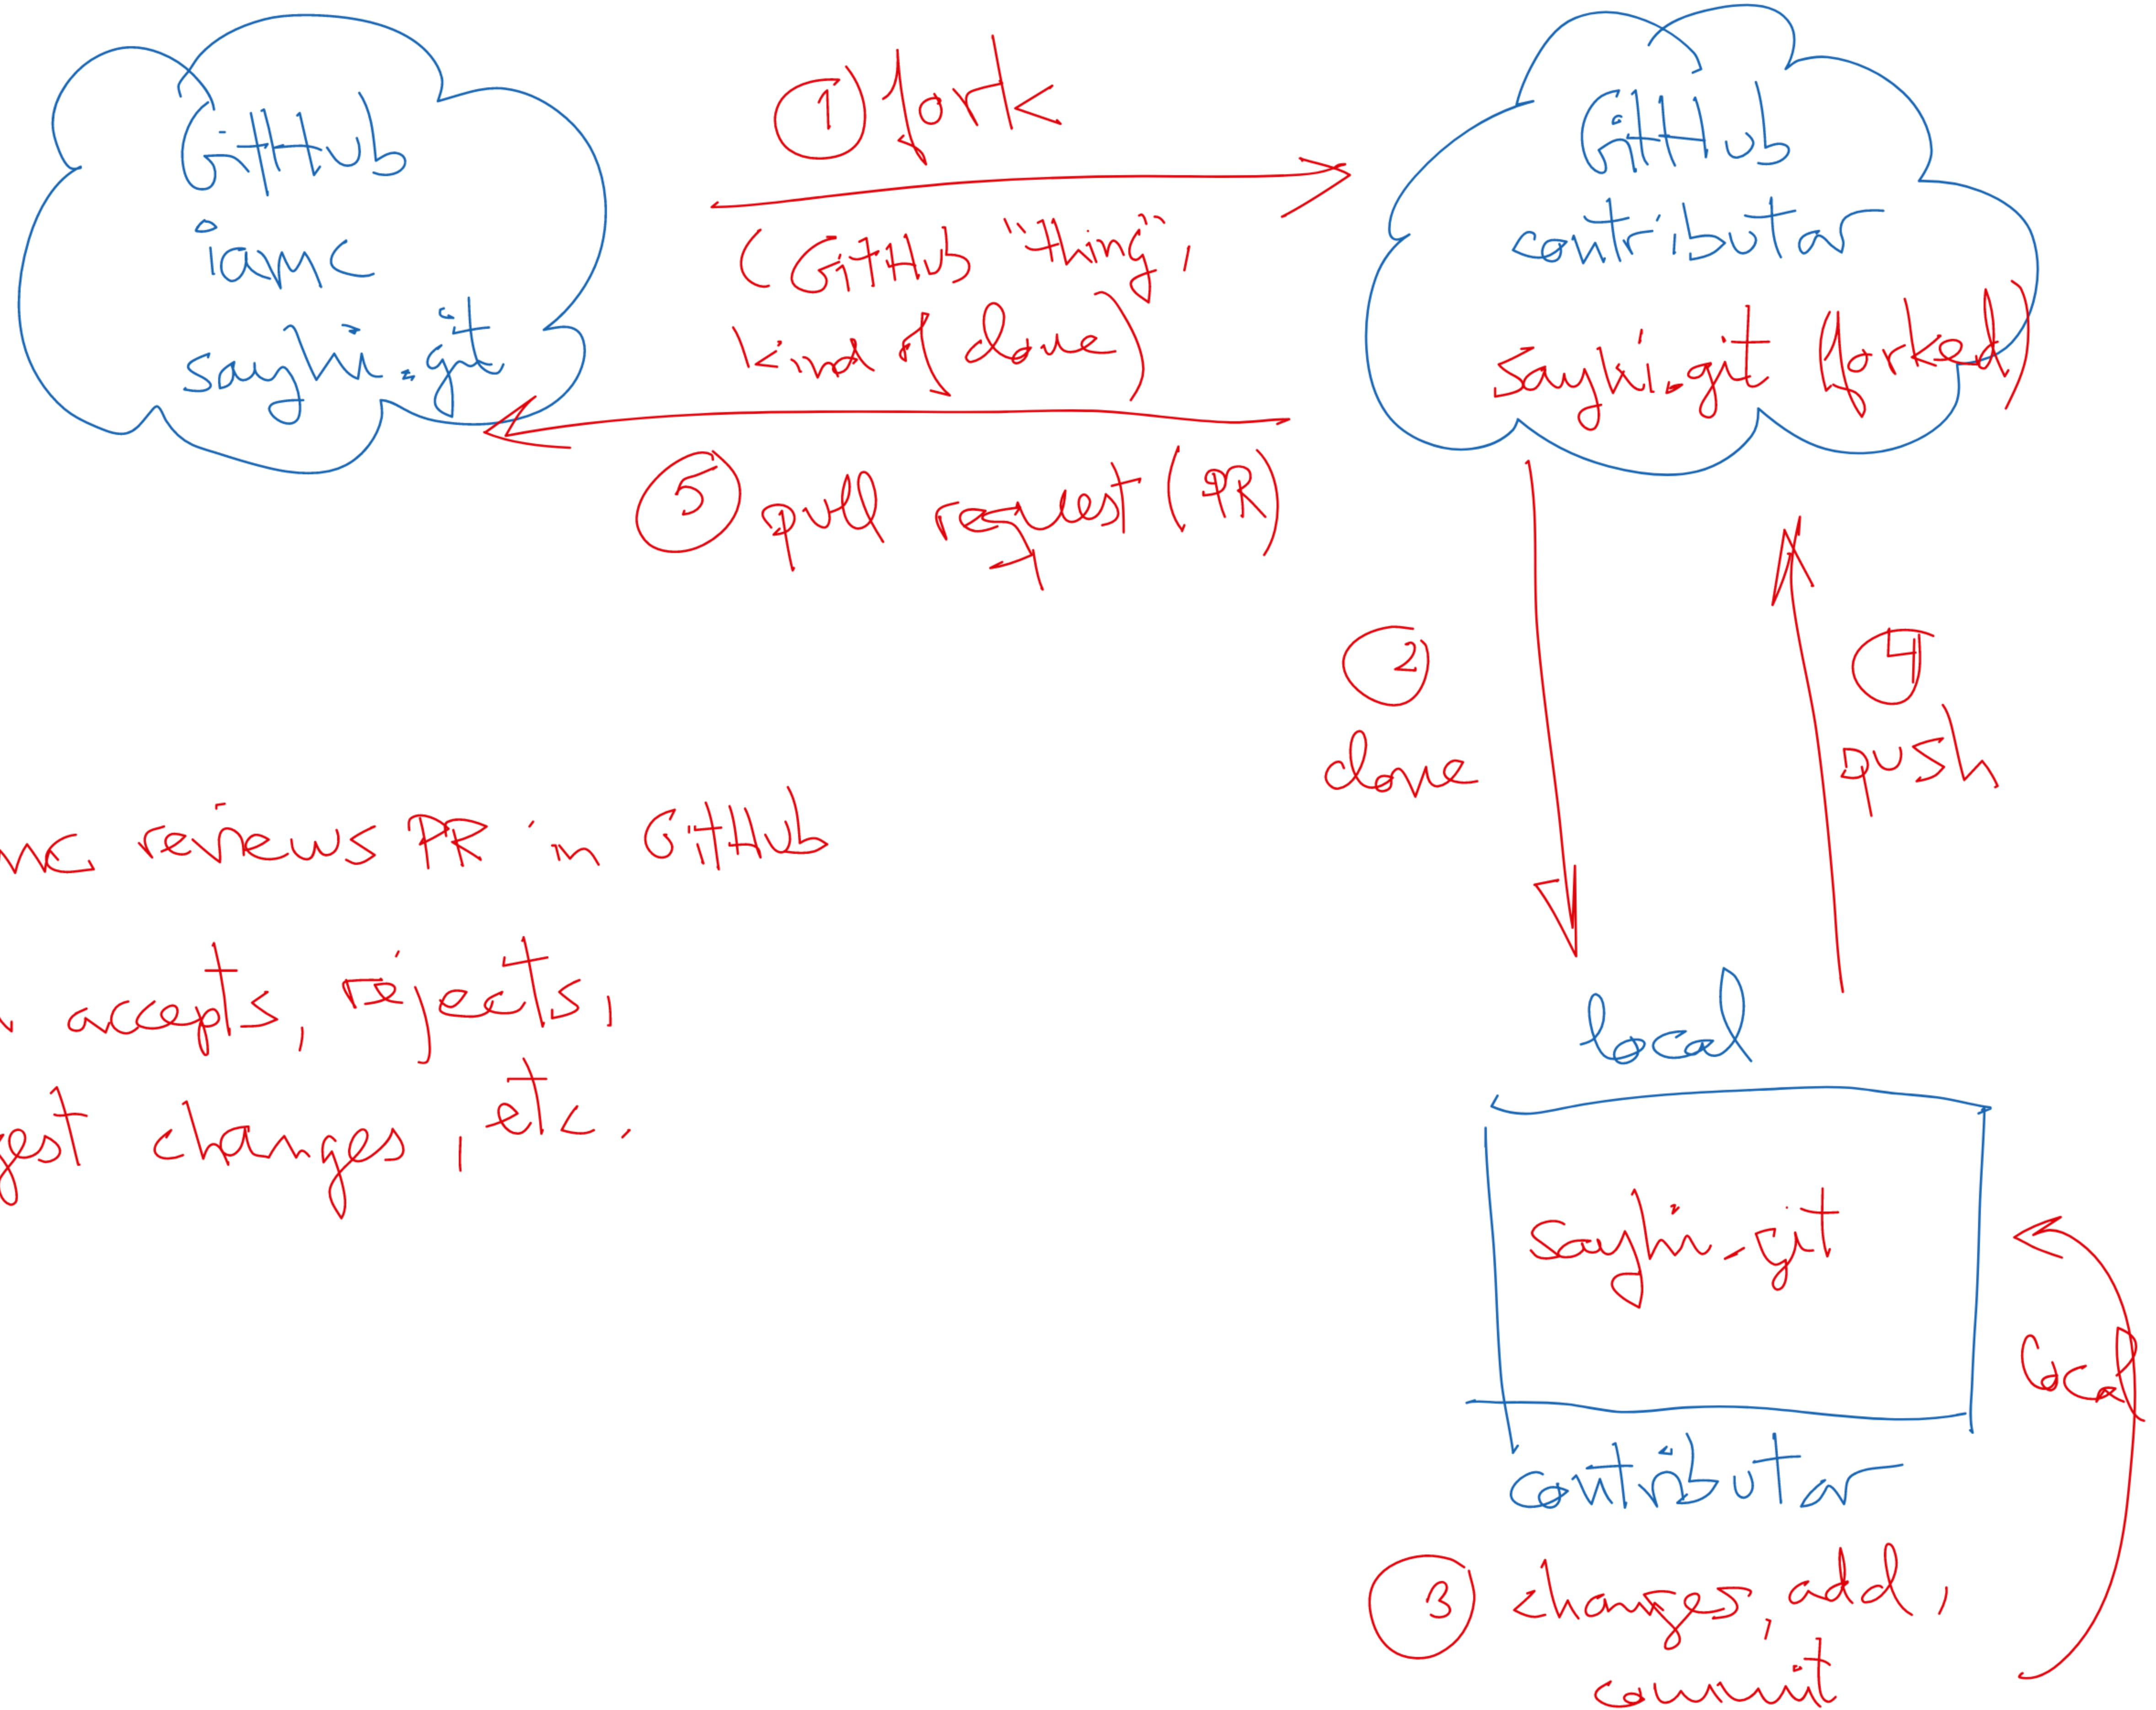 GitHub
ianmc
sayhi.git
① fork
(GitHub "thing",
kind of clone)
GitHub
contributor
sayhi.git (forked)
⑤ pull request (PR)
②
clone
④
push
reviews PR in GitHub
accepts, rejects,
changes, etc.
local
sayhi.git
local
contributor
③ changes, add,
commit